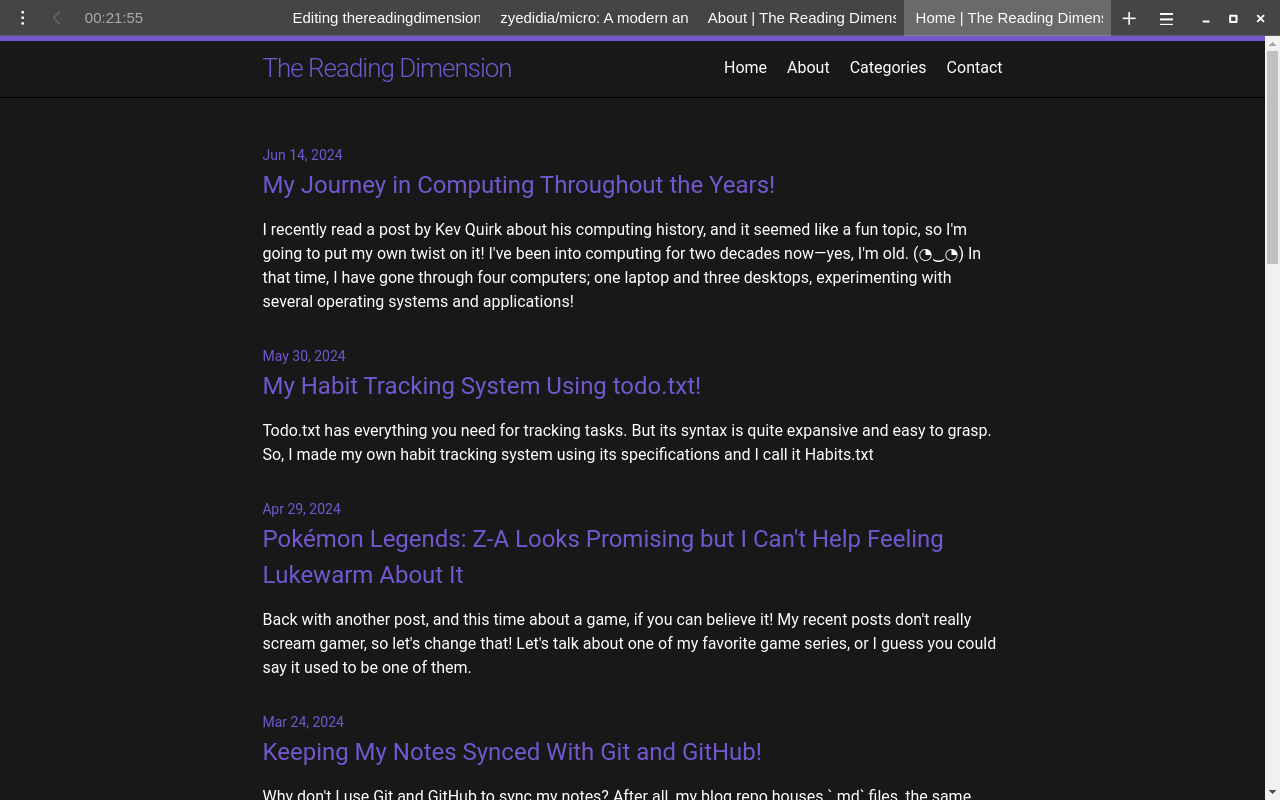 00:21:55
Editing thereadingdimension
zyedidia/micro: A modern an
About | The Reading Dimens
Home | The Reading Dimens
The Reading Dimension
Home
About
Categories
Contact
Jun 14, 2024
My Journey in Computing Throughout the Years!
I recently read a post by Kev Quirk about his computing history, and it seemed like a fun topic, so I'm
going to put my own twist on it! I've been into computing for two decades now—yes, I'm old. (◔‿◔) In
that time, I have gone through four computers; one laptop and three desktops, experimenting with
several operating systems and applications!
May 30, 2024
My Habit Tracking System Using todo.txt!
Todo.txt has everything you need for tracking tasks. But its syntax is quite expansive and easy to grasp.
So, I made my own habit tracking system using its specifications and I call it Habits.txt
Apr 29, 2024
Pokémon Legends: Z-A Looks Promising but I Can't Help Feeling
Lukewarm About It
Back with another post, and this time about a game, if you can believe it! My recent posts don't really
scream gamer, so let's change that! Let's talk about one of my favorite game series, or I guess you could
say it used to be one of them.
Mar 24, 2024
Keeping My Notes Synced With Git and GitHub!
Why don't I use Git and GitHub to sync my notes? After all, my blog repo houses `.md` files, the same